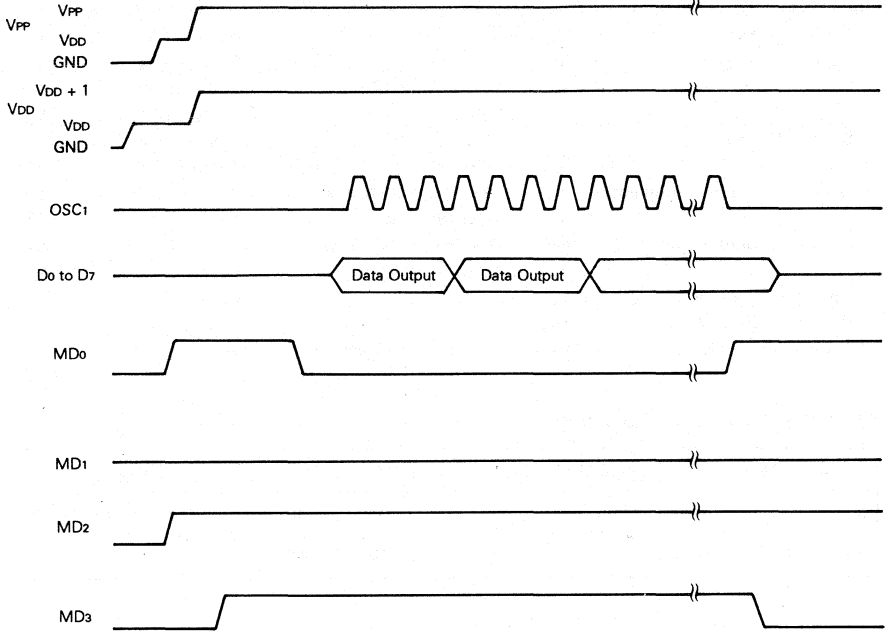 VPP
VPP
VDD
GND
VDD + 1
VDD
VDD
GND
OSC1
D0 to D7
Data Output
Data Output
MD0
MD1
MD2
MD3